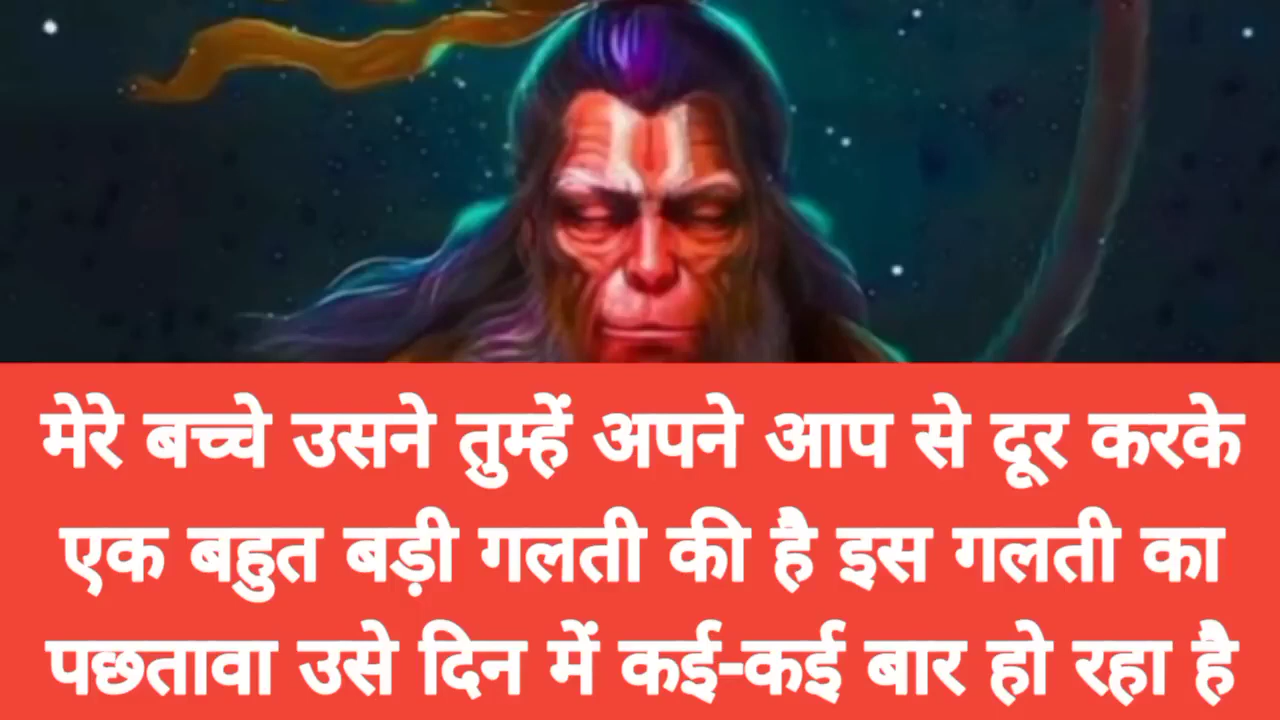 मेरे बच्चे उसने तुम्हें अपने आप से दूर करके
एक बहुत बड़ी गलती की है इस गलती का
पछतावा उसे दिन में कई-कई बार हो रहा है